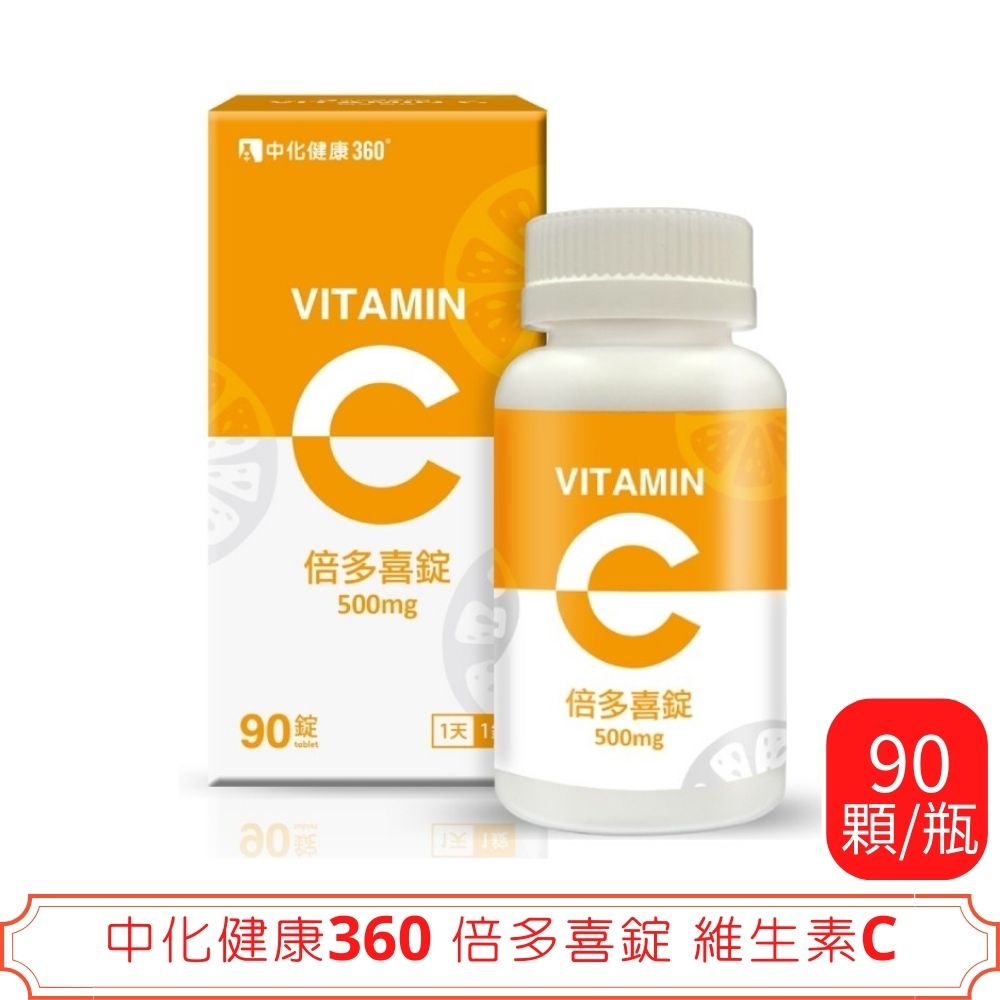 中化健康360®
VITAMIN
C
倍多喜錠
500mg
90錠
tablet
1天
VITAMIN
C
倍多喜錠
500mg
90
顆/瓶
中化健康360 倍多喜錠 維生素C